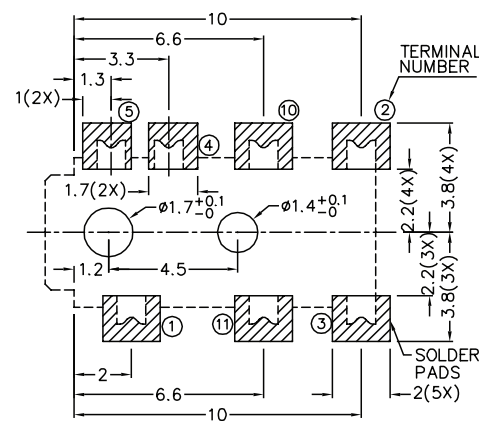 10
6.6
3.3
1.3
1(2X)
TERMINAL
NUMBER
5
4
10
2
1.7(2X)
ø1.7+0.1-0
ø1.4+0.1-0
2.2(4X)
3.8(4X)
1.2
4.5
2.2(3X)
3.8(3X)
1
11
3
2
SOLDER
PADS
6.6
2(5X)
10